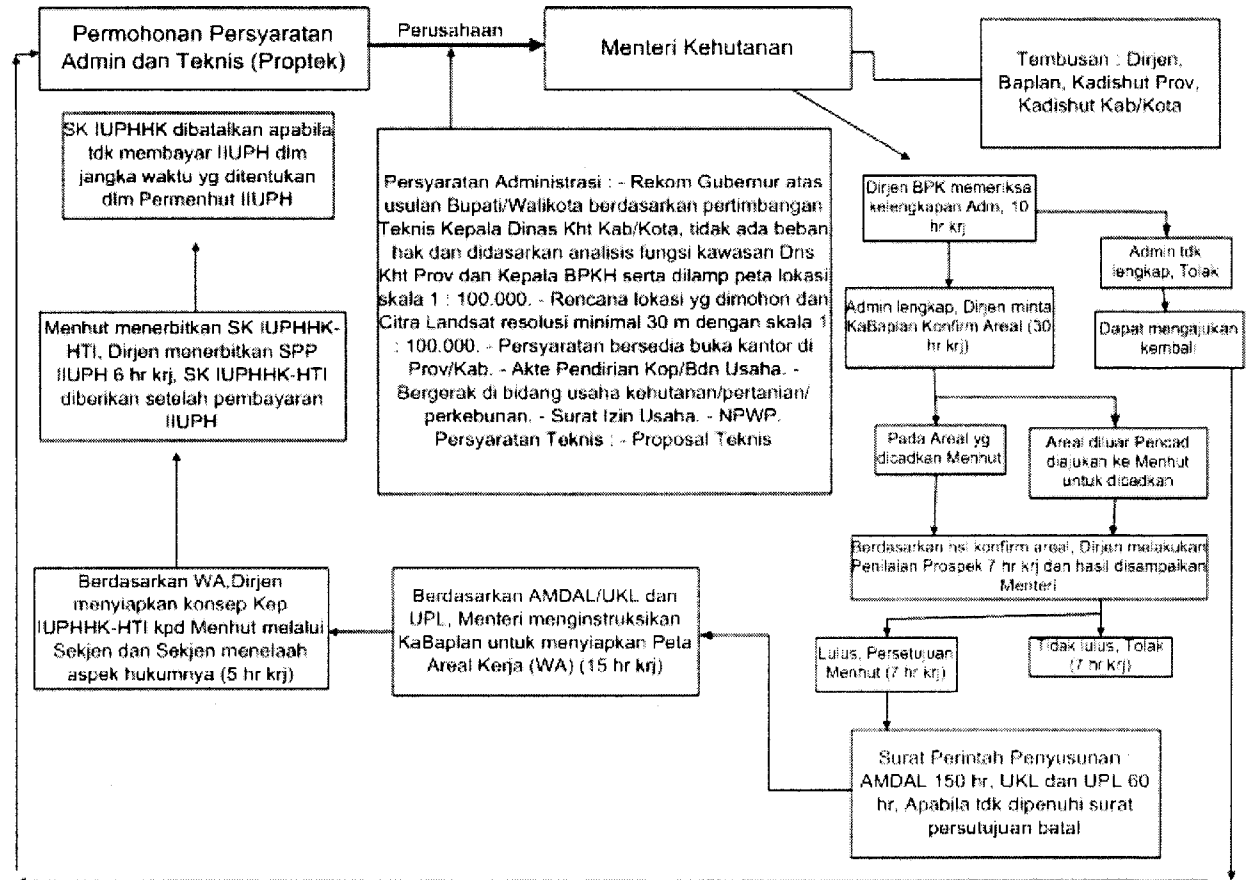 Permohonan Persyaratan
Admin dan Teknis (Proptek)
Perusahaan
Menteri Kehutanan
Tembusan : Dirjen,
Baplan, Kadishut Prov,
Kadishut Kab/Kota
SK IUPHHK dibatalkan apabila
tdk membayar IIUPH dlm
jangka waktu yg ditentukan
dlm Permenhut IIUPH
Persyaratan Administrasi : - Rekom Gubernur atas
usulan Bupati/Walikota berdasarkan pertimbangan
Teknis Kepala Dinas Kht Kab/Kota, tidak ada beban
hak dan didasarkan analisis fungsi kawasan Dns
Kht Prov dan Kepala BPKH serta dilamp peta lokasi
skala 1 : 100.000. - Rencana lokasi yg dimohon dan
Citra Landsat resolusi minimal 30 m dengan skala 1
: 100.000. - Persyaratan bersedia buka kantor di
Prov/Kab. - Akte Pendirian Kop/Bdn Usaha. -
Bergerak di bidang usaha kehutanan/pertanian/
perkebunan. - Surat Izin Usaha. - NPWP.
Persyaratan Teknis : - Proposal Teknis
Dirjen BPK memeriksa
kelengkapan Adm, 10
hr krj
Admin tdk
lengkap, Tolak
Admin lengkap, Dirjen minta
KaBaplan Konfirm Areal (30
hr krj)
Dapat mengajukan
kembali
Menhut menerbitkan SK IUPHHK-
HTI, Dirjen menerbitkan SPP
IIUPH 6 hr krj, SK IUPHHK-HTI
diberikan setelah pembayaran
IIUPH
Pada Areal yg
dicadkan Menhut
Areal diluar Pencad
diajukan ke Menhut
untuk dicadkan
Berdasarkan hsl konfirm areal, Dirjen melakukan
Penilaian Prospek 7 hr krj dan hasil disampaikan
Menteri
Berdasarkan WA,Dirjen
menyiapkan konsep Kep
IUPHHK-HTI kpd Menhut melalui
Sekjen dan Sekjen menelaah
aspek hukumnya (5 hr krj)
Berdasarkan AMDAL/UKL dan
UPL, Menteri menginstruksikan
KaBaplan untuk menyiapkan Peta
Areal Kerja (WA) (15 hr krj)
Lulus, Persetujuan
Menhut (7 hr krj)
Tidak lulus, Tolak
(7 hr krj)
Surat Perintah Penyusunan :
AMDAL 150 hr, UKL dan UPL 60
hr, Apabila tdk dipenuhi surat
persutujuan batal